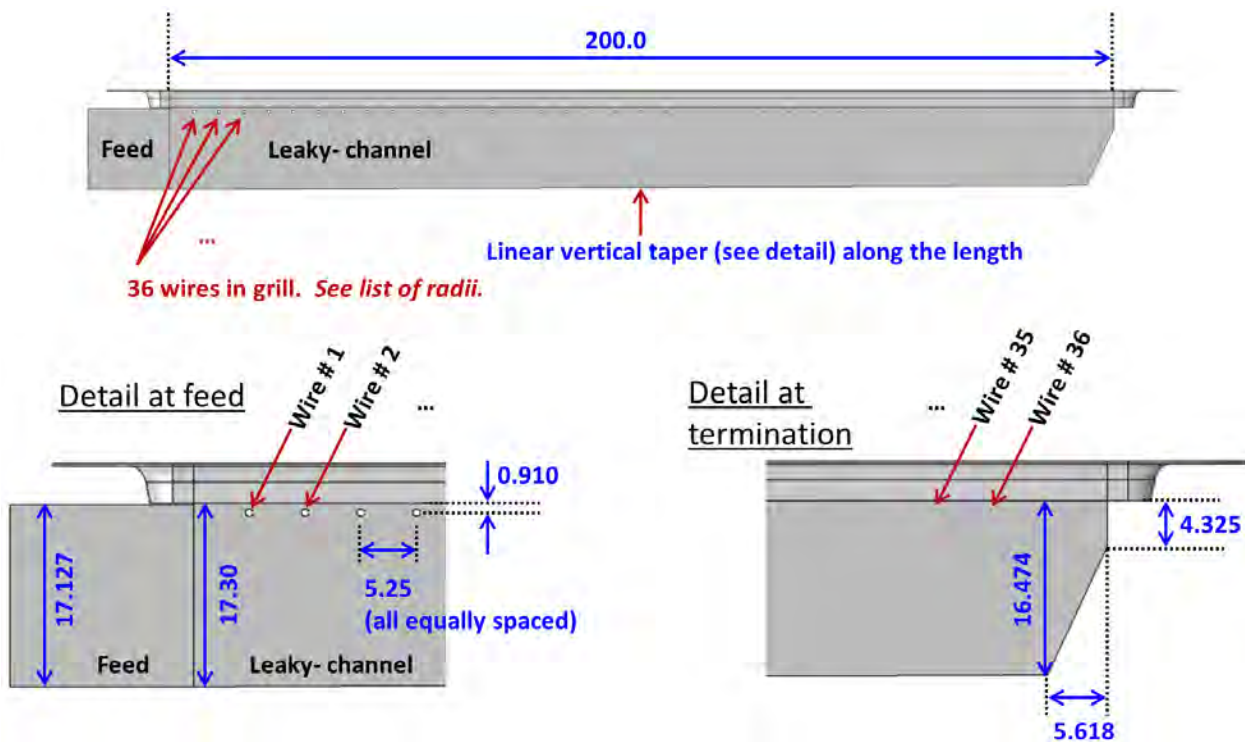 200.0
Feed
Leaky- channel
...
Linear vertical taper (see detail) along the length
36 wires in grill. See list of radii.
Detail at feed
Wire # 1
Wire # 2
...
0.910
17.127
17.30
5.25
(all equally spaced)
Feed
Leaky- channel
Detail at
termination
...
Wire # 35
Wire # 36
4.325
16.474
5.618